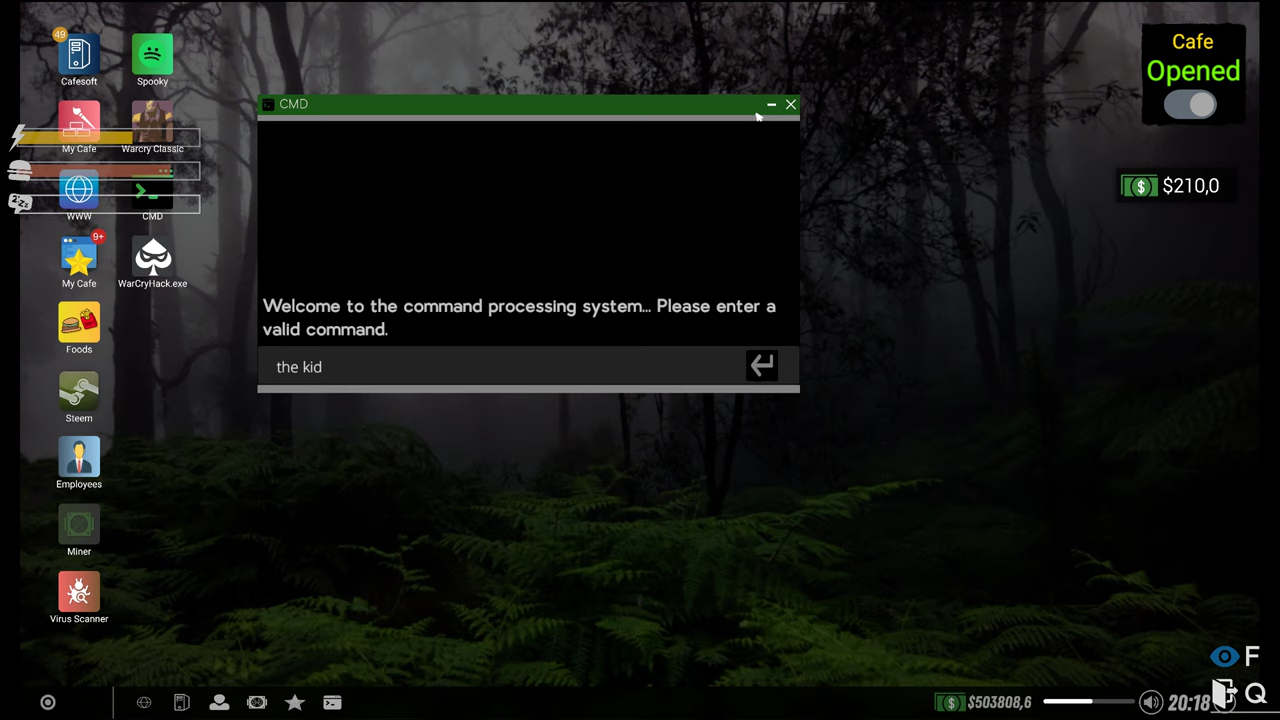 49
Cafesoft
Spooky
My Cafe
Warcry Classic
WWW
CMD
9+
My Cafe
WarCryHack.exe
Foods
Steem
Employees
Miner
Virus Scanner
CMD
Welcome to the command processing system... Please enter a
valid command.
the kid
Cafe
Opened
$210,0
F
Q
$503808,6
20:18